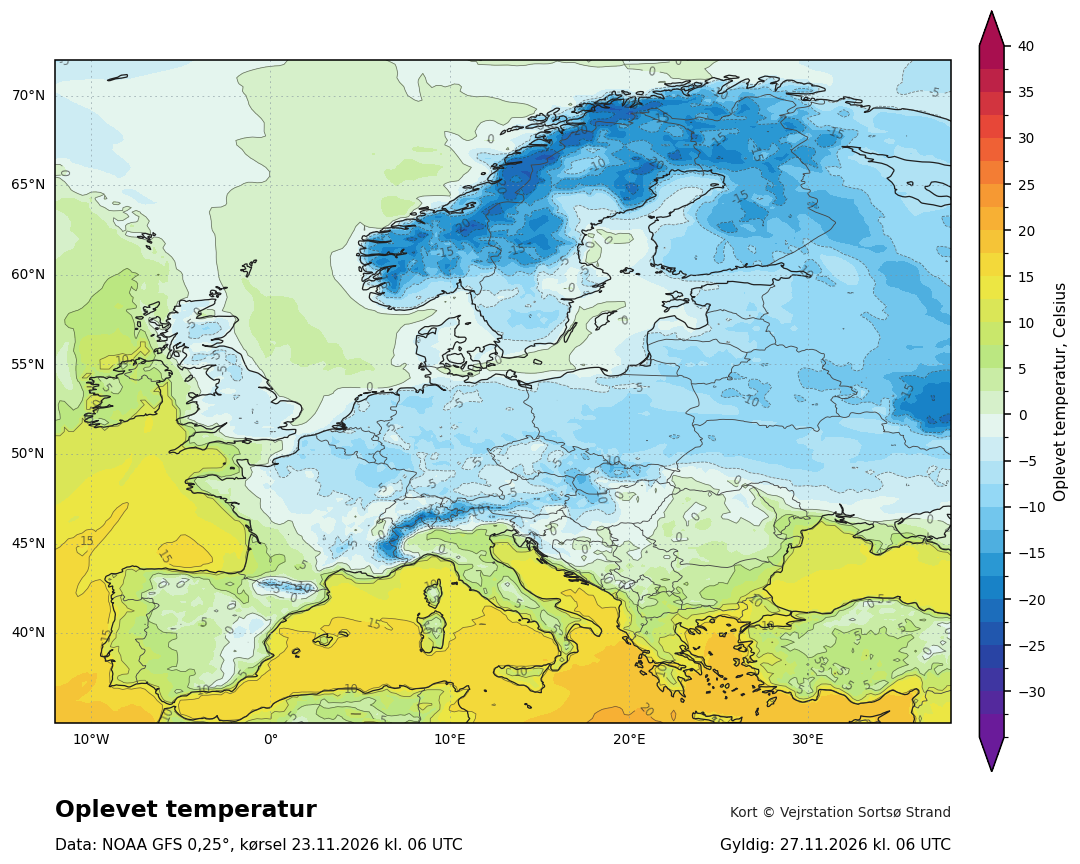 70°N
65°N
60°N
55°N
50°N
45°N
40°N
10°W 0° 10°E 20°E 30°E
40
35
30
25
20
15
10
5
0
−5
−10
−15
−20
−25
−30
Oplevet temperatur, Celsius
Oplevet temperatur
Kort © Vejrstation Sortsø Strand
Data: NOAA GFS 0,25°, kørsel 23.11.2026 kl. 06 UTC
Gyldig: 27.11.2026 kl. 06 UTC